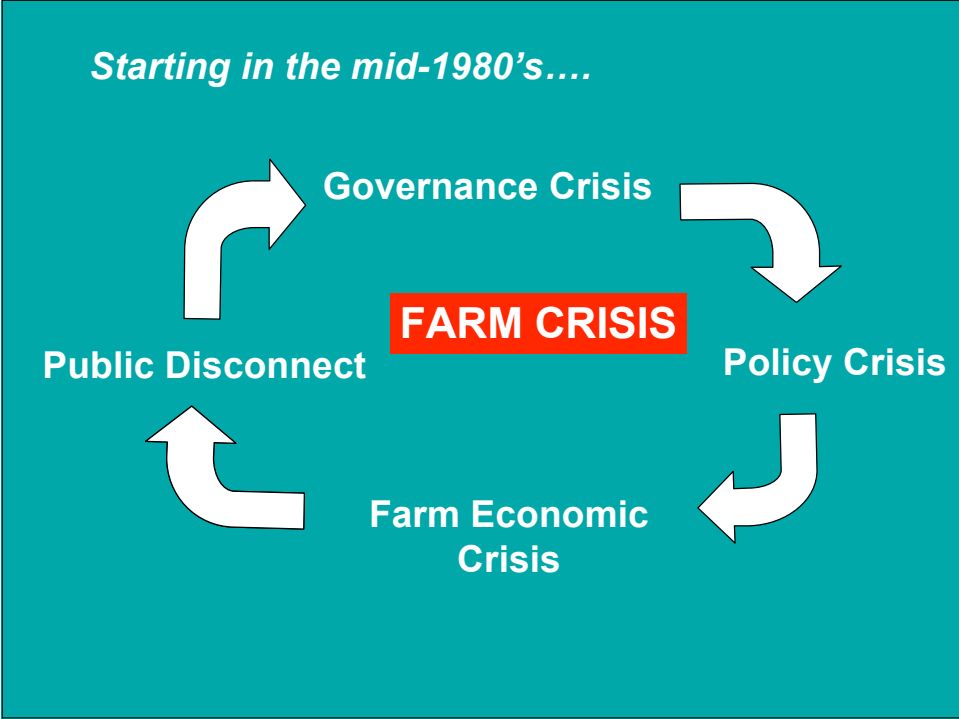 Starting in the mid-1980’s….
Governance Crisis
FARM CRISIS
Public Disconnect
Policy Crisis
Farm Economic
Crisis